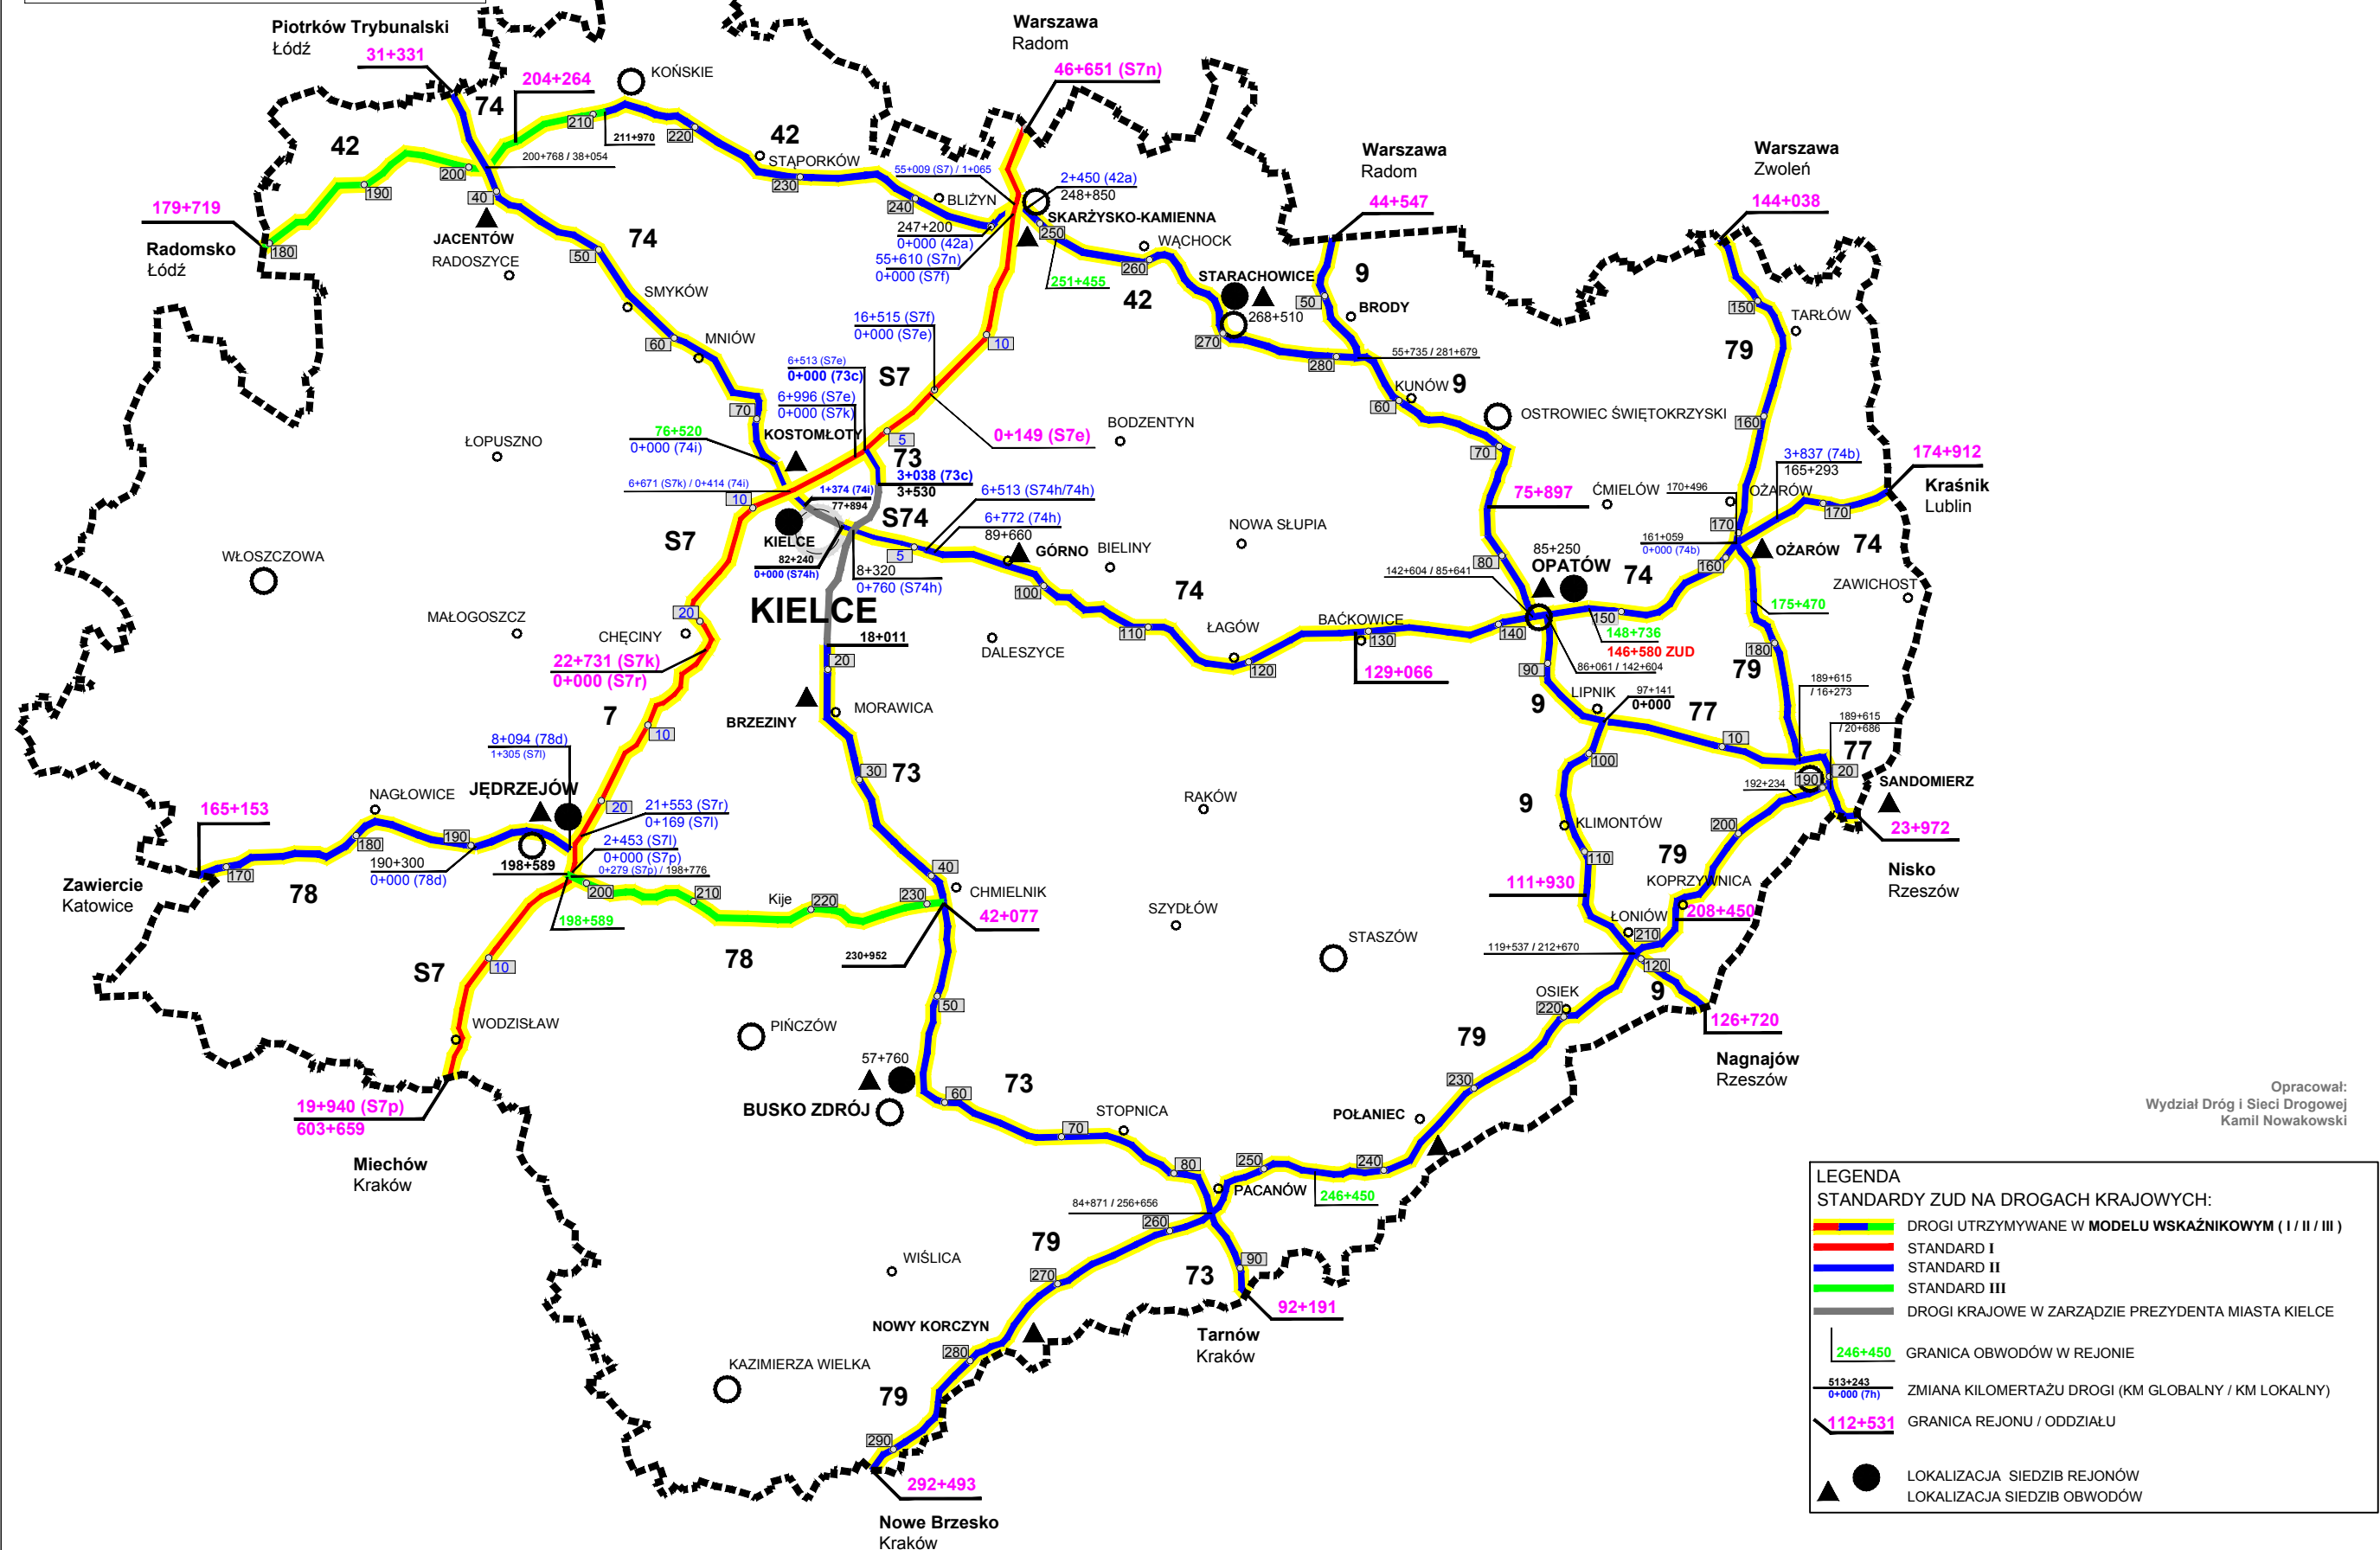 Piotrków Trybunalski
Łódź
31+331
74
204+264
KOŃSKIE
Warszawa
Radom
46+651 (S7n)
42
210
211+970
220
42
200+768 / 38+054
STĄPORKÓW
230
200
190
40
179+719
Radomsko
Łódź
180
JACENTÓW
RADOSZYCE
74
50
SMYKÓW
60
MNIÓW
70
55+009 (S7) / 1+065
2+450 (42a)
248+850
BLIŻYN
240
247+200
0+000 (42a)
55+610 (S7n)
0+000 (S7f)
SKARŻYSKO-KAMIENNA
250
WĄCHOCK
260
251+455
42
STARACHOWICE
268+510
270
280
Warszawa
Radom
44+547
9
50
BRODY
55+735 / 281+679
KUNÓW
9
60
OSTROWIEC ŚWIĘTOKRZYSKI
70
Warszawa
Zwoleń
144+038
150
TARŁÓW
79
160
3+837 (74b)
165+293
174+912
Kraśnik
Lublin
170+496
OŻARÓW
170
170
161+059
0+000 (74b)
OŻARÓW
74
160
ZAWICHOST
175+470
180
79
16+515 (S7f)
0+000 (S7e)
10
6+513 (S7e)
0+000 (73c)
S7
6+996 (S7e)
0+000 (S7k)
5
0+149 (S7e)
BODZENTYN
76+520
0+000 (74i)
KOSTOMŁOTY
73
3+038 (73c)
3+530
ŁOPUSZNO
6+671 (S7k) / 0+414 (74i)
10
1+374 (74i)
77+894
6+513 (S74h/74h)
S74
6+772 (74h)
89+660
5
KIELCE
82+240
0+000 (S74h)
8+320
0+760 (S74h)
KIELCE
S7
GÓRNO
BIELINY
NOWA SŁUPIA
100
74
110
ŁAGÓW
120
BAĆKOWICE
130
129+066
140
75+897
ĆMIELÓW
80
85+250
OPATÓW
142+604 / 85+641
74
150
148+736
146+580 ZUD
86+061 / 142+604
90
LIPNIK
97+141
0+000
9
77
10
100
189+615
/ 16+273
189+615
/ 20+686
77
20
190
192+234
SANDOMIERZ
23+972
Nisko
Rzeszów
WŁOSZCZOWA
MAŁOGOSZCZ
20
CHĘCINY
22+731 (S7k)
0+000 (S7r)
18+011
20
DALESZYCE
BRZEZINY
MORAWICA
7
10
8+094 (78d)
1+305 (S7l)
JĘDRZEJÓW
20
21+553 (S7r)
0+169 (S7l)
2+453 (S7l)
0+000 (S7p)
0+279 (S7p) / 198+776
30
73
RAKÓW
165+153
NAGŁOWICE
190
180
190+300
0+000 (78d)
170
198+589
Zawiercie
Katowice
78
200
198+589
210
Kije
220
230
40
CHMIELNIK
42+077
230+952
78
SZYDŁÓW
STASZÓW
9
KLIMONTÓW
110
111+930
200
79
KOPRZYWNICA
208+450
ŁONIÓW
210
119+537 / 212+670
120
9
126+720
Nagnajów
Rzeszów
OSIEK
220
79
230
POŁANIEC
S7
10
WODZISŁAW
19+940 (S7p)
603+659
Miechów
Kraków
50
PIŃCZÓW
57+760
BUSKO ZDRÓJ
60
73
STOPNICA
70
80
250
240
PACANÓW
246+450
84+871 / 256+656
260
79
270
90
73
92+191
Tarnów
Kraków
WIŚLICA
NOWY KORCZYN
280
KAZIMIERZA WIELKA
79
290
292+493
Nowe Brzesko
Kraków
Opracował:
Wydział Dróg i Sieci Drogowej
Kamil Nowakowski
LEGENDA
STANDARDY ZUD NA DROGACH KRAJOWYCH:
DROGI UTRZYMYWANE W MODELU WSKAŹNIKOWYM ( I / II / III )
STANDARD I
STANDARD II
STANDARD III
DROGI KRAJOWE W ZARZĄDZIE PREZYDENTA MIASTA KIELCE
246+450 GRANICA OBWODÓW W REJONIE
513+243
0+000 (7h)
ZMIANA KILOMERTAŻU DROGI (KM GLOBALNY / KM LOKALNY)
112+531 GRANICA REJONU / ODDZIAŁU
LOKALIZACJA SIEDZIB REJONÓW
LOKALIZACJA SIEDZIB OBWODÓW